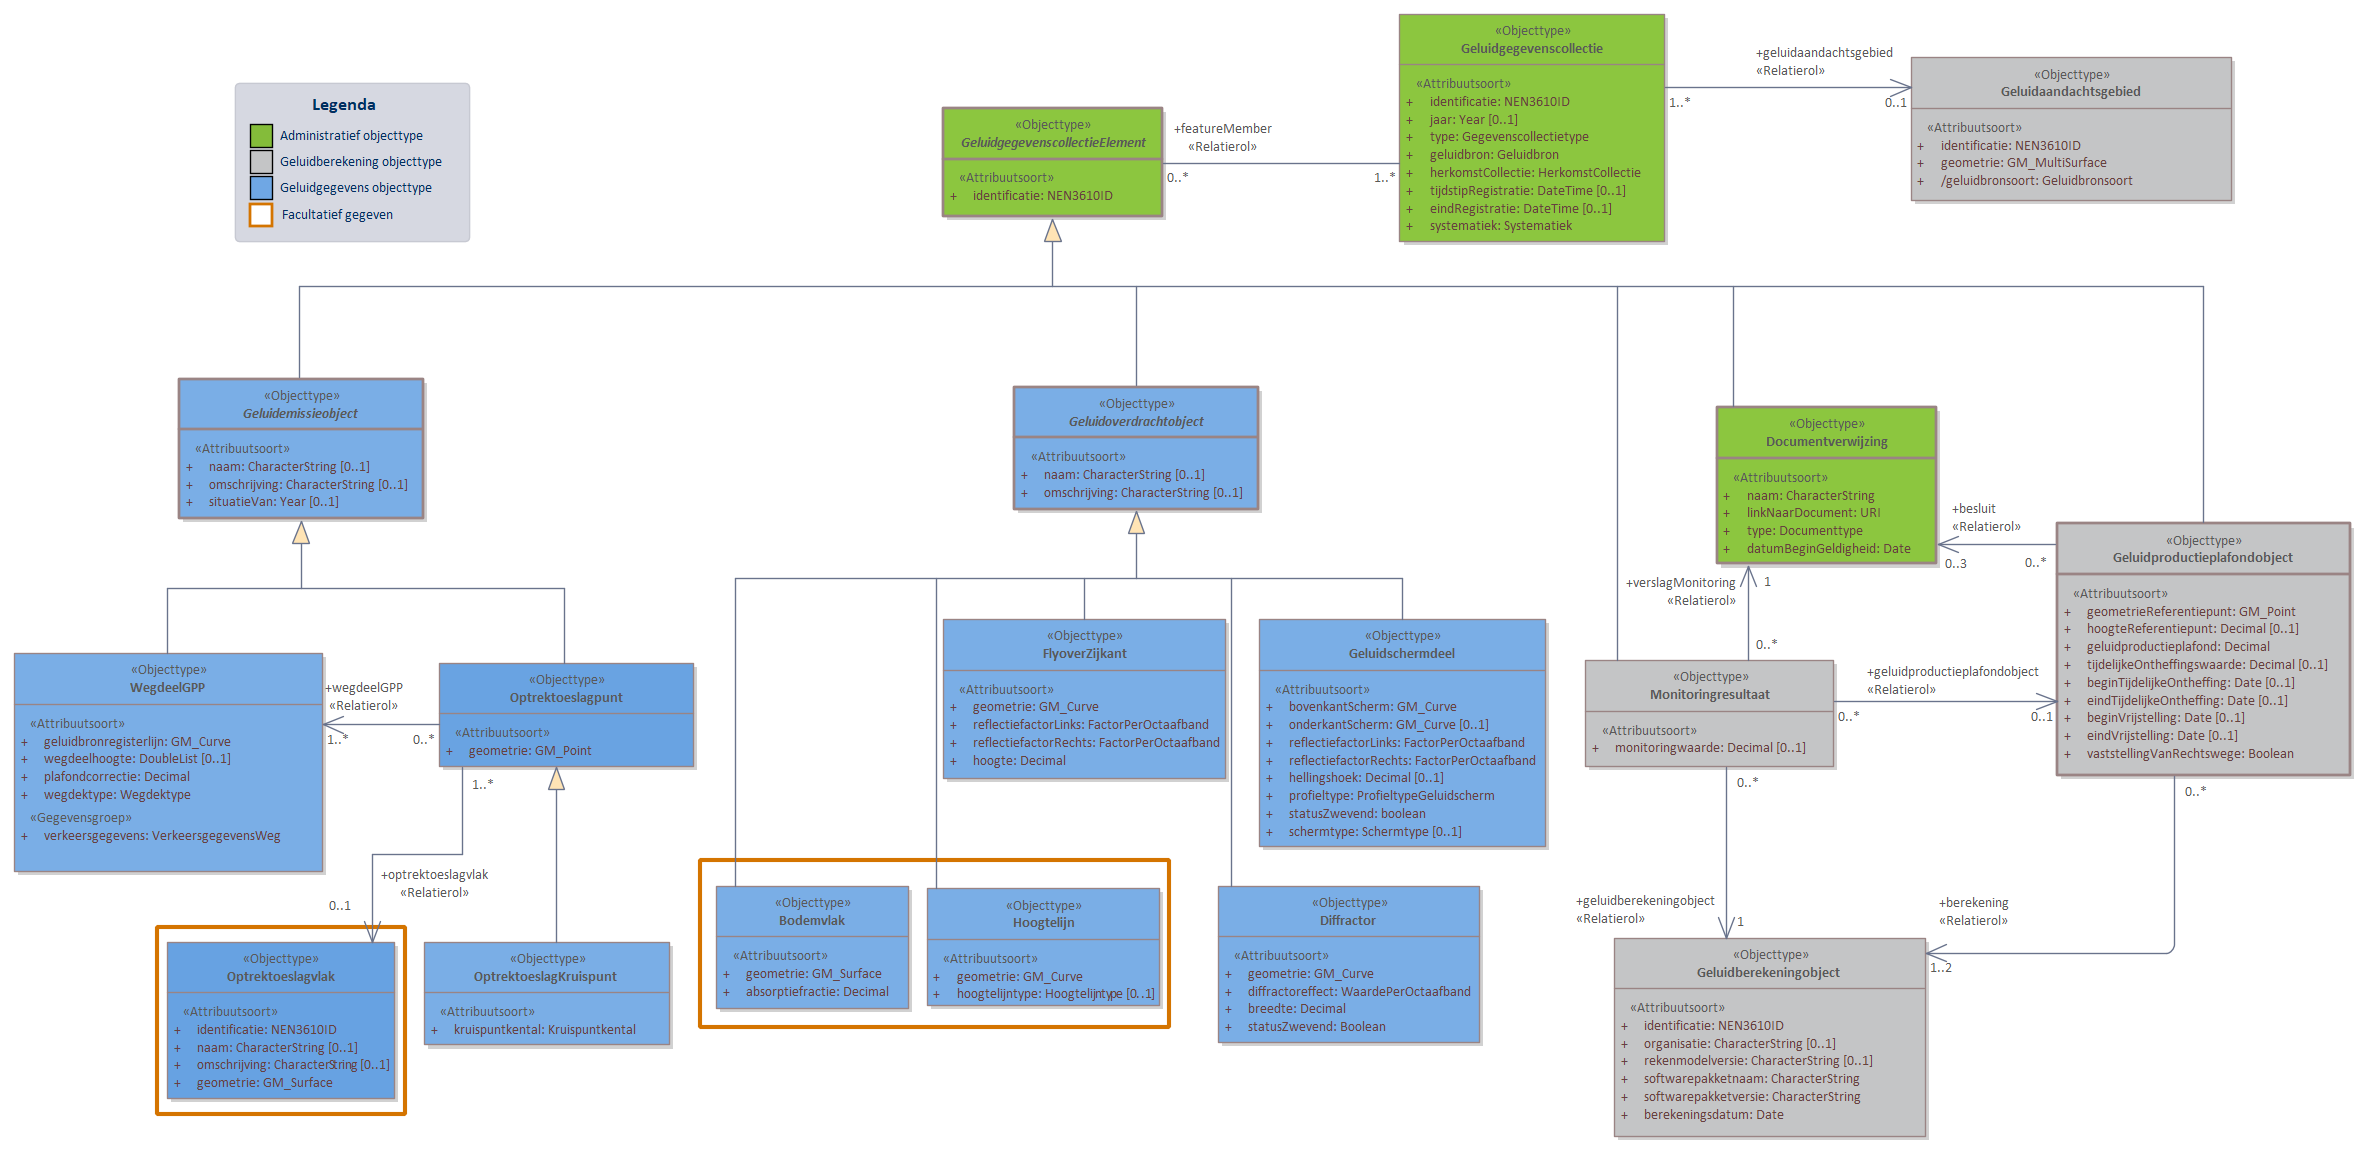 Legenda
Administratief objecttype
Geluidberekening objecttype
Geluidgegevens objecttype
Facultatief gegeven
«Objecttype»
GeluidgegevenscollectieElement
«Attribuutsoort»
+ identificatie: NEN3610ID
+featureMember
«Relatierol»
0..*
1..*
«Objecttype»
Geluidgegevenscollectie
«Attribuutsoort»
+ identificatie: NEN3610ID
+ jaar: Year [0..1]
+ type: Gegevenscollectietype
+ geluidbron: Geluidbron
+ herkomstCollectie: HerkomstCollectie
+ tijdstipRegistratie: DateTime [0..1]
+ eindRegistratie: DateTime [0..1]
+ systematiek: Systematiek
+geluidaandachtsgebied
«Relatierol»
1..*
0..1
«Objecttype»
Geluidaandachtsgebied
«Attribuutsoort»
+ identificatie: NEN3610ID
+ geometrie: GM_MultiSurface
+ /geluidbronsoort: Geluidbronsoort
«Objecttype»
Geluidemissieobject
«Attribuutsoort»
+ naam: CharacterString [0..1]
+ omschrijving: CharacterString [0..1]
+ situatieVan: Year [0..1]
«Objecttype»
Geluidoverdrachtobject
«Attribuutsoort»
+ naam: CharacterString [0..1]
+ omschrijving: CharacterString [0..1]
«Objecttype»
Documentverwijzing
«Attribuutsoort»
+ naam: CharacterString
+ linkNaarDocument: URI
+ type: Documenttype
+ datumBeginGeldigheid: Date
+besluit
«Relatierol»
0..3
0..*
«Objecttype»
Geluidproductieplafondobject
«Attribuutsoort»
+ geometrieReferentiepunt: GM_Point
+ hoogteReferentiepunt: Decimal [0..1]
+ geluidproductieplafond: Decimal
+ tijdelijkeOntheffingswaarde: Decimal [0..1]
+ beginTijdelijkeOntheffing: Date [0..1]
+ eindTijdelijkeOntheffing: Date [0..1]
+ beginVrijstelling: Date [0..1]
+ eindVrijstelling: Date [0..1]
+ vaststellingVanRechtswege: Boolean
+verslagMonitoring
«Relatierol»
1
0..*
«Objecttype»
WegdeelGPP
«Attribuutsoort»
+ geluidbronregisterlijn: GM_Curve
+ wegdeelhoogte: DoubleList [0..1]
+ plafondcorrectie: Decimal
+ wegdektype: Wegdektype
«Gegevensgroep»
+ verkeersgegevens: VerkeersgegevensWeg
+wegdeelGPP
«Relatierol»
1..*
0..*
«Objecttype»
Optrektoeslagpunt
«Attribuutsoort»
+ geometrie: GM_Point
1..*
+optrektoeslagvlak
«Relatierol»
0..1
«Objecttype»
FlyoverZijkant
«Attribuutsoort»
+ geometrie: GM_Curve
+ reflectiefactorLinks: FactorPerOctaafband
+ reflectiefactorRechts: FactorPerOctaafband
+ hoogte: Decimal
«Objecttype»
Geluidschermdeel
«Attribuutsoort»
+ bovenkantScherm: GM_Curve
+ onderkantScherm: GM_Curve [0..1]
+ reflectiefactorLinks: FactorPerOctaafband
+ reflectiefactorRechts: FactorPerOctaafband
+ hellingshoek: Decimal [0..1]
+ profieltype: ProfieltypeGeluidscherm
+ statusZwevend: boolean
+ schermtype: Schermtype [0..1]
«Objecttype»
Monitoringresultaat
«Attribuutsoort»
+ monitoringwaarde: Decimal [0..1]
+geluidproductieplafondobject
«Relatierol»
0..*
0..1
0..*
0..*
+geluidberekeningobject
«Relatierol»
1
+berekening
«Relatierol»
1..2
«Objecttype»
Optrektoeslagvlak
«Attribuutsoort»
+ identificatie: NEN3610ID
+ naam: CharacterString [0..1]
+ omschrijving: CharacterString [0..1]
+ geometrie: GM_Surface
«Objecttype»
OptrektoeslagKruispunt
«Attribuutsoort»
+ kruispuntkental: Kruispuntkental
«Objecttype»
Bodemvlak
«Attribuutsoort»
+ geometrie: GM_Surface
+ absorptiefractie: Decimal
«Objecttype»
Hoogtelijn
«Attribuutsoort»
+ geometrie: GM_Curve
+ hoogtelijntype: Hoogtelijntype [0..1]
«Objecttype»
Diffractor
«Attribuutsoort»
+ geometrie: GM_Curve
+ diffractoreffect: WaardePerOctaafband
+ breedte: Decimal
+ statusZwevend: Boolean
«Objecttype»
Geluidberekeningobject
«Attribuutsoort»
+ identificatie: NEN3610ID
+ organisatie: CharacterString [0..1]
+ rekenmodelversie: CharacterString [0..1]
+ softwarepakketnaam: CharacterString
+ softwarepakketversie: CharacterString
+ berekeningsdatum: Date